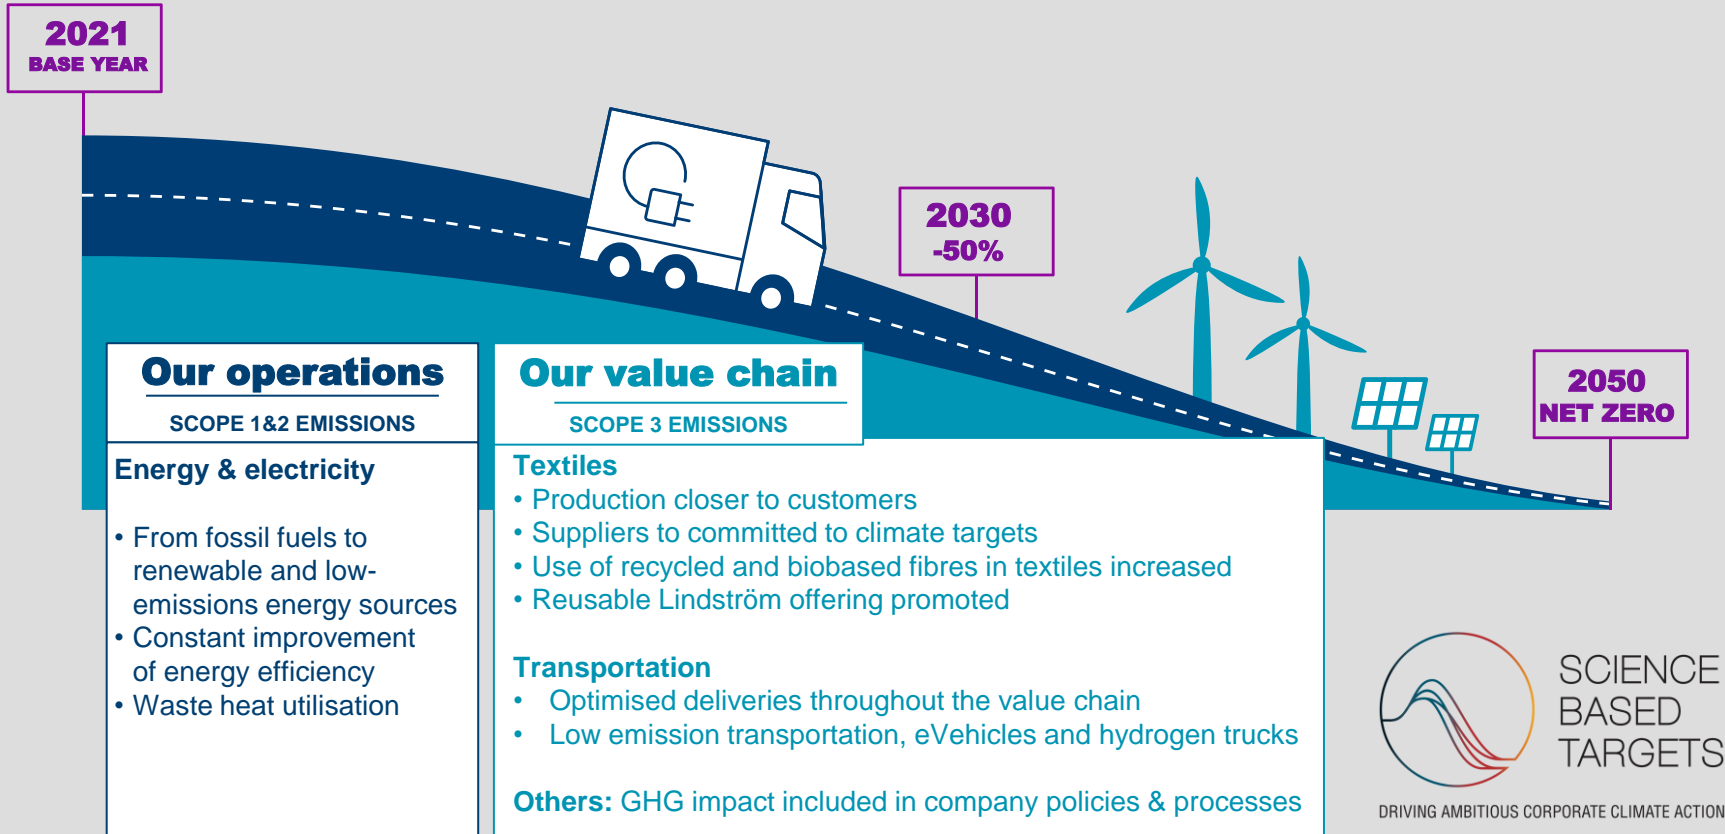 2021
BASE YEAR
2030
-50%
2050
NET ZERO
Our operations
SCOPE 1&2 EMISSIONS
Energy & electricity
• From fossil fuels to
renewable and low-
emissions energy sources
• Constant improvement
of energy efficiency
• Waste heat utilisation
Our value chain
SCOPE 3 EMISSIONS
Textiles
• Production closer to customers
• Suppliers to committed to climate targets
• Use of recycled and biobased fibres in textiles increased
• Reusable Lindström offering promoted
Transportation
• Optimised deliveries throughout the value chain
• Low emission transportation, eVehicles and hydrogen trucks
Others: GHG impact included in company policies & processes
SCIENCE
BASED
TARGETS
DRIVING AMBITIOUS CORPORATE CLIMATE ACTION